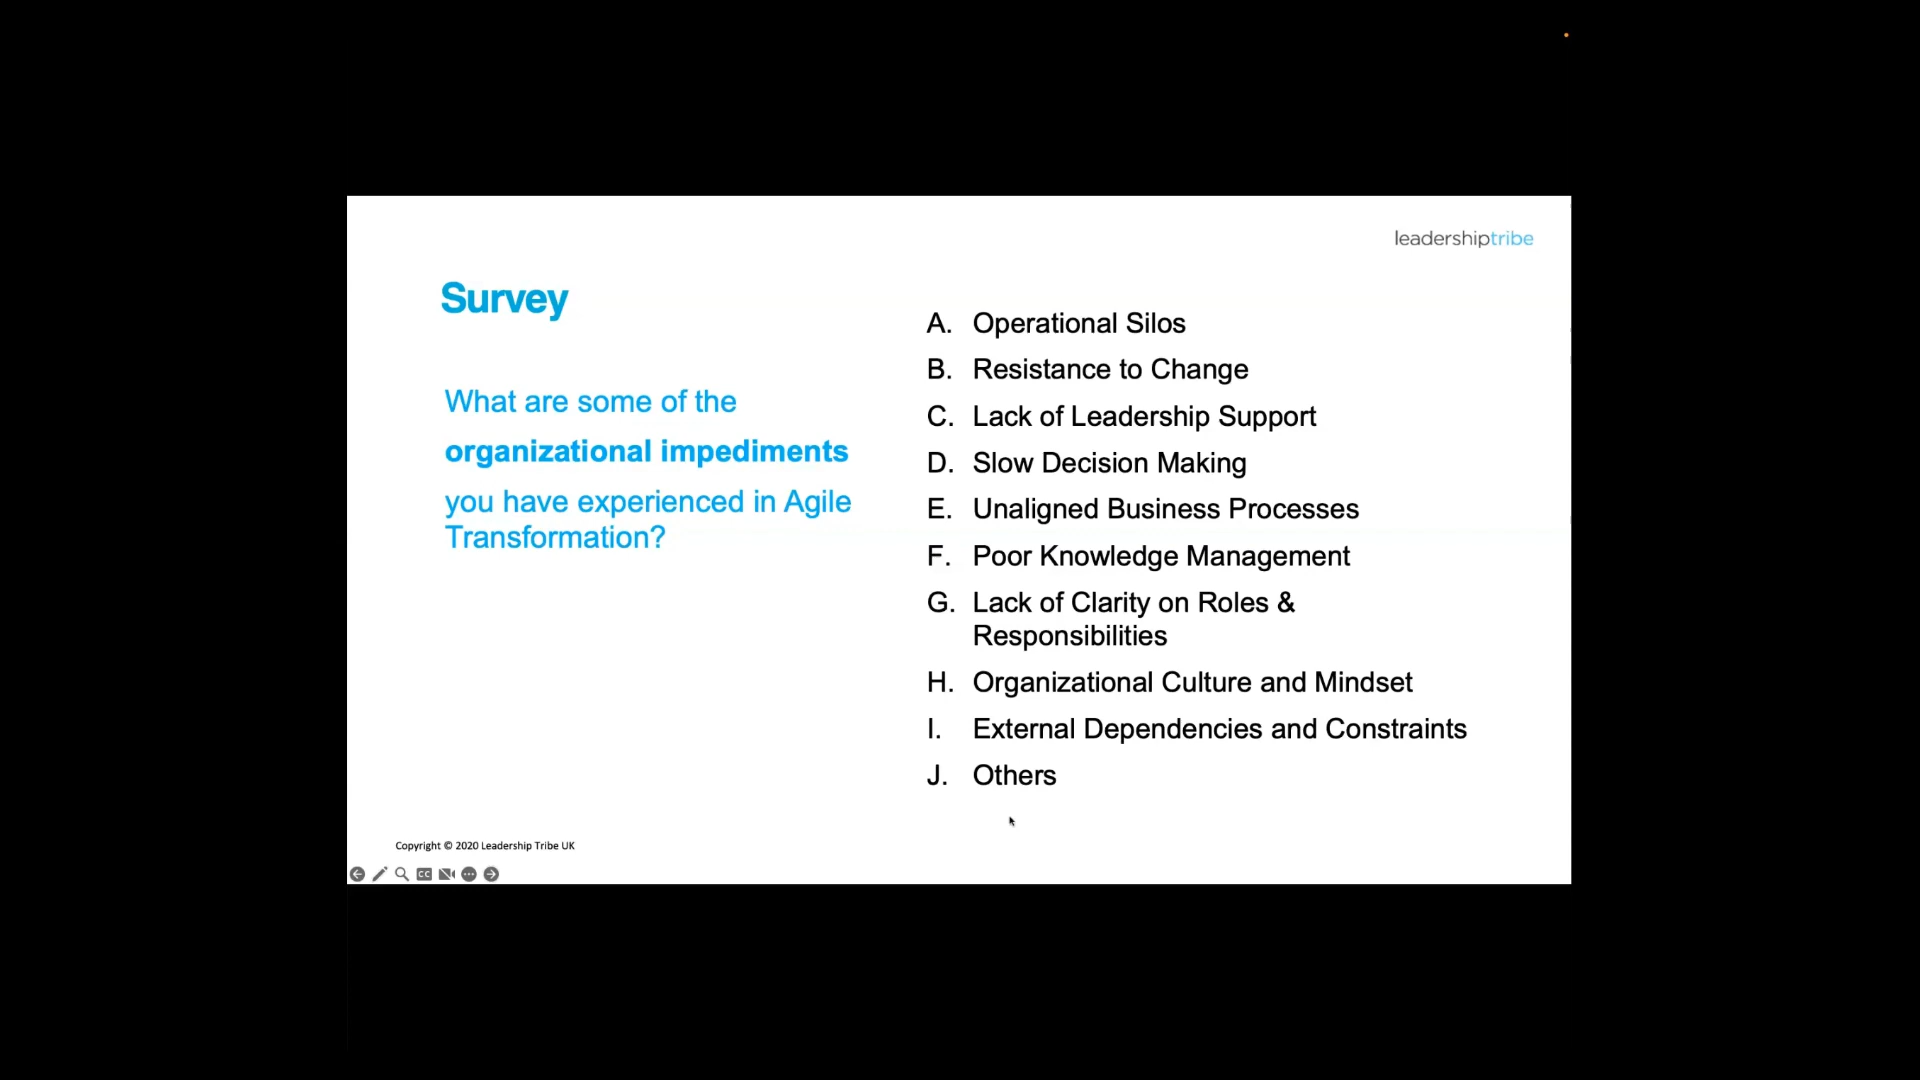 leadershiptribe
Survey
What are some of the
organizational impediments
you have experienced in Agile
Transformation?
A. Operational Silos
B. Resistance to Change
C. Lack of Leadership Support
D. Slow Decision Making
E. Unaligned Business Processes
F. Poor Knowledge Management
G. Lack of Clarity on Roles &
Responsibilities
H. Organizational Culture and Mindset
I. External Dependencies and Constraints
J. Others
Copyright © 2020 Leadership Tribe UK
CC